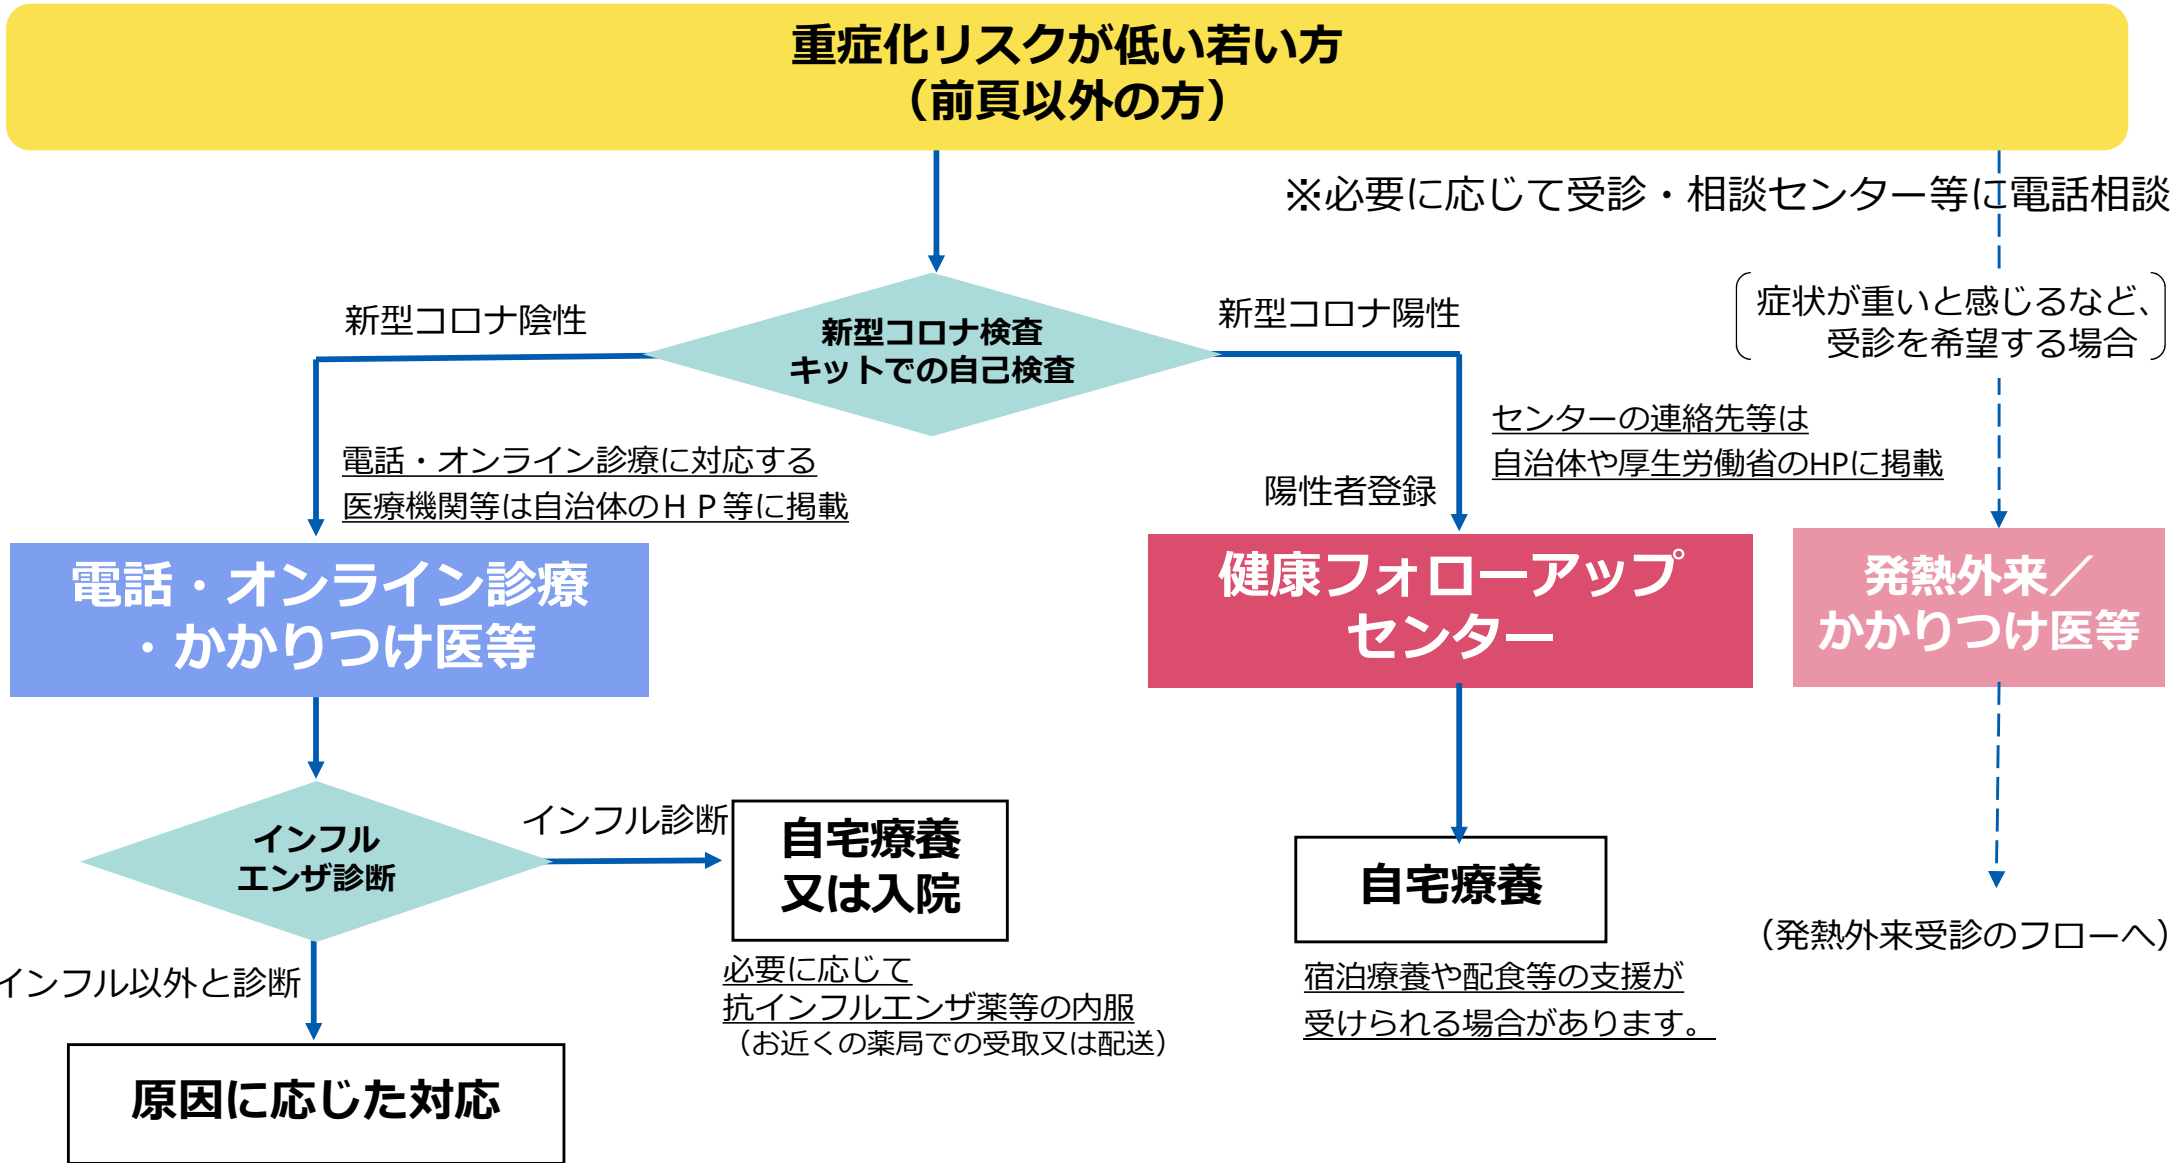 重症化リスクが低い若い方
（前頁以外の方）
※必要に応じて受診・相談センター等に電話相談
症状が重いと感じるなど、
受診を希望する場合
新型コロナ陰性
新型コロナ検査
キットでの自己検査
新型コロナ陽性
電話・オンライン診療に対応する
医療機関等は自治体のＨＰ等に掲載
センターの連絡先等は
自治体や厚生労働省のHPに掲載
陽性者登録
電話・オンライン診療
・かかりつけ医等
健康フォローアップ
センター
発熱外来／
かかりつけ医等
インフル
エンザ診断
インフル診断
自宅療養
又は入院
必要に応じて
抗インフルエンザ薬等の内服
（お近くの薬局での受取又は配送）
自宅療養
宿泊療養や配食等の支援が
受けられる場合があります。
（発熱外来受診のフローへ）
インフル以外と診断
原因に応じた対応